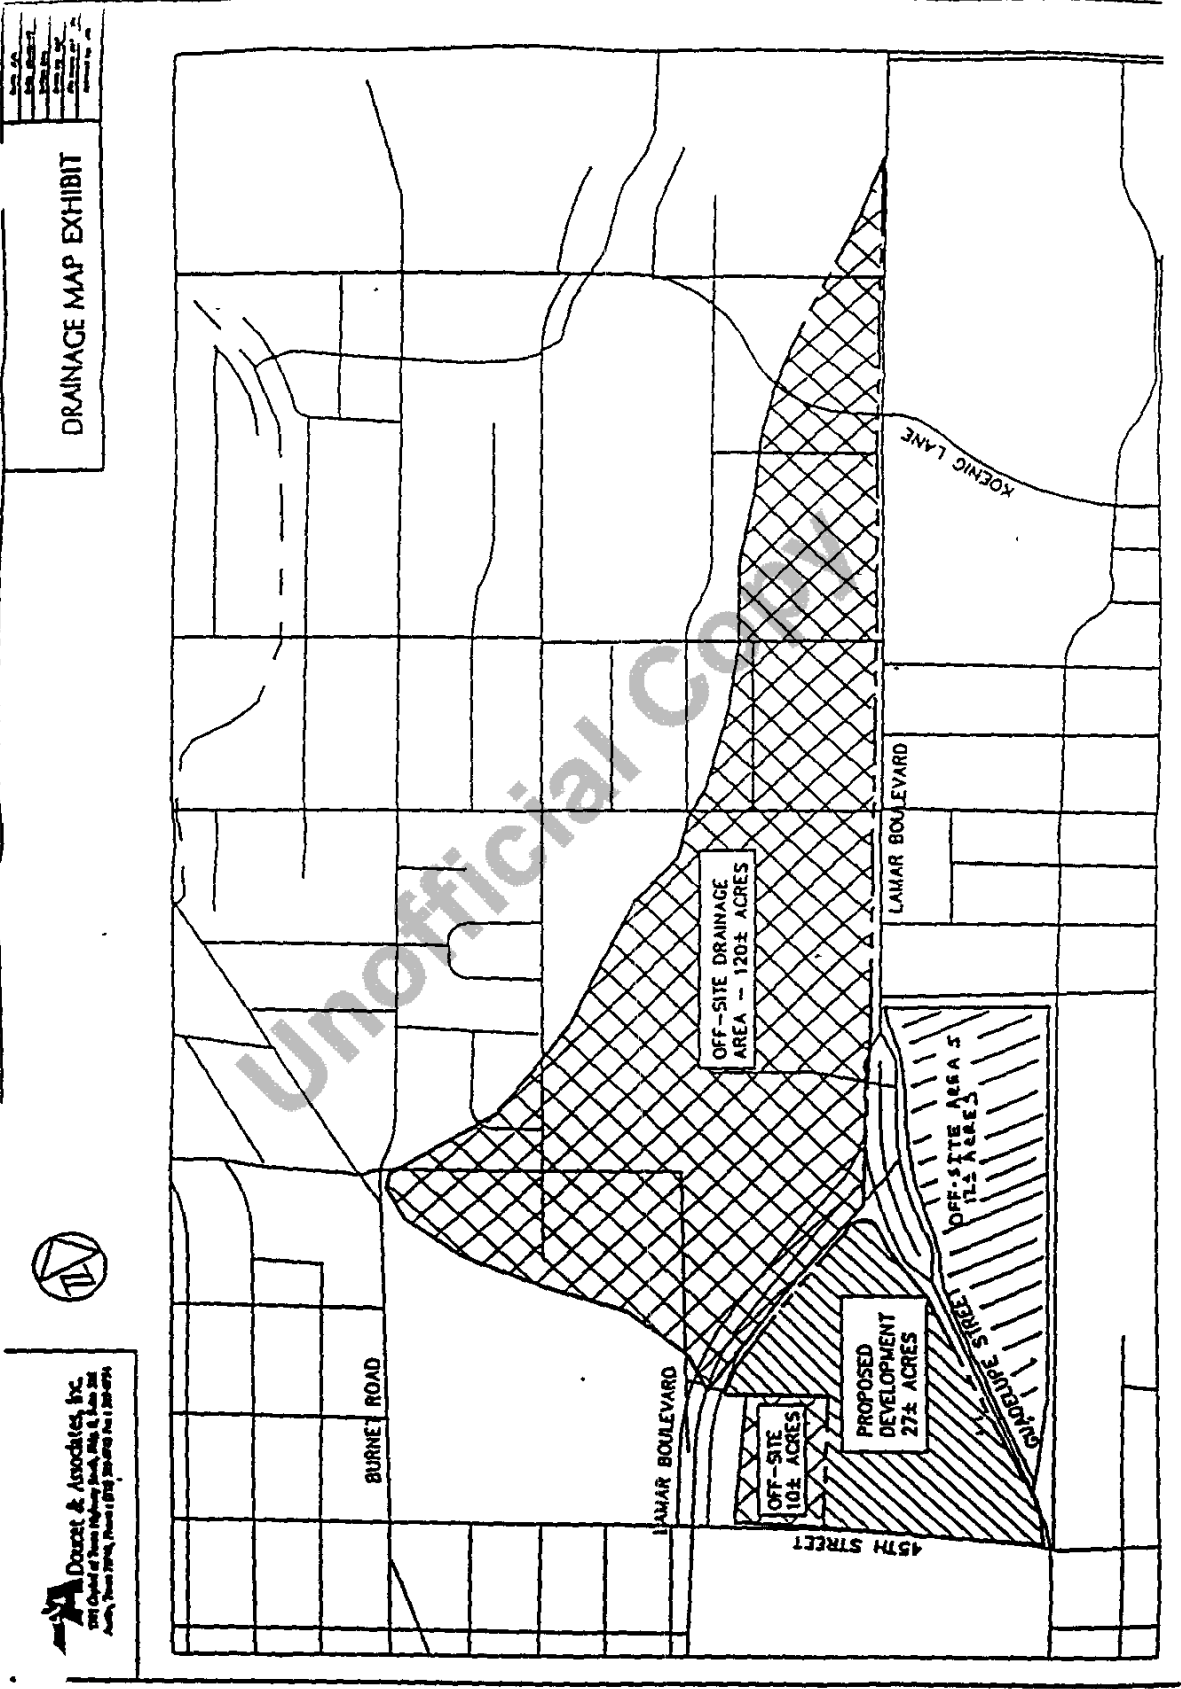 DRAINAGE MAP EXHIBIT
KOENIG LANE
LAMAR BOULEVARD
OFF-SITE DRAINAGE
AREA - 120± ACRES
OFF-SITE AREA 5
12± ACRES
GUADELUPE STREET
PROPOSED
DEVELOPMENT
27± ACRES
OFF-SITE
10± ACRES
45TH STREET
LAMAR BOULEVARD
BURNET ROAD
Doucet & Associates, Inc.
Unofficial Copy